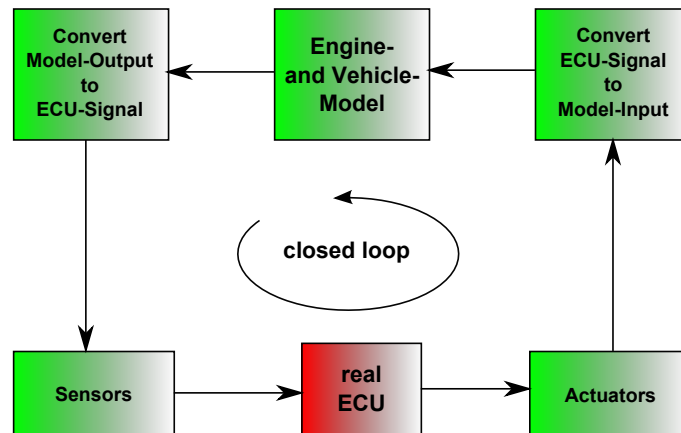 Convert
Model-Output
to
ECU-Signal
Engine-
and Vehicle-
Model
Convert
ECU-Signal
to
Model-Input
closed loop
Sensors
real
ECU
Actuators